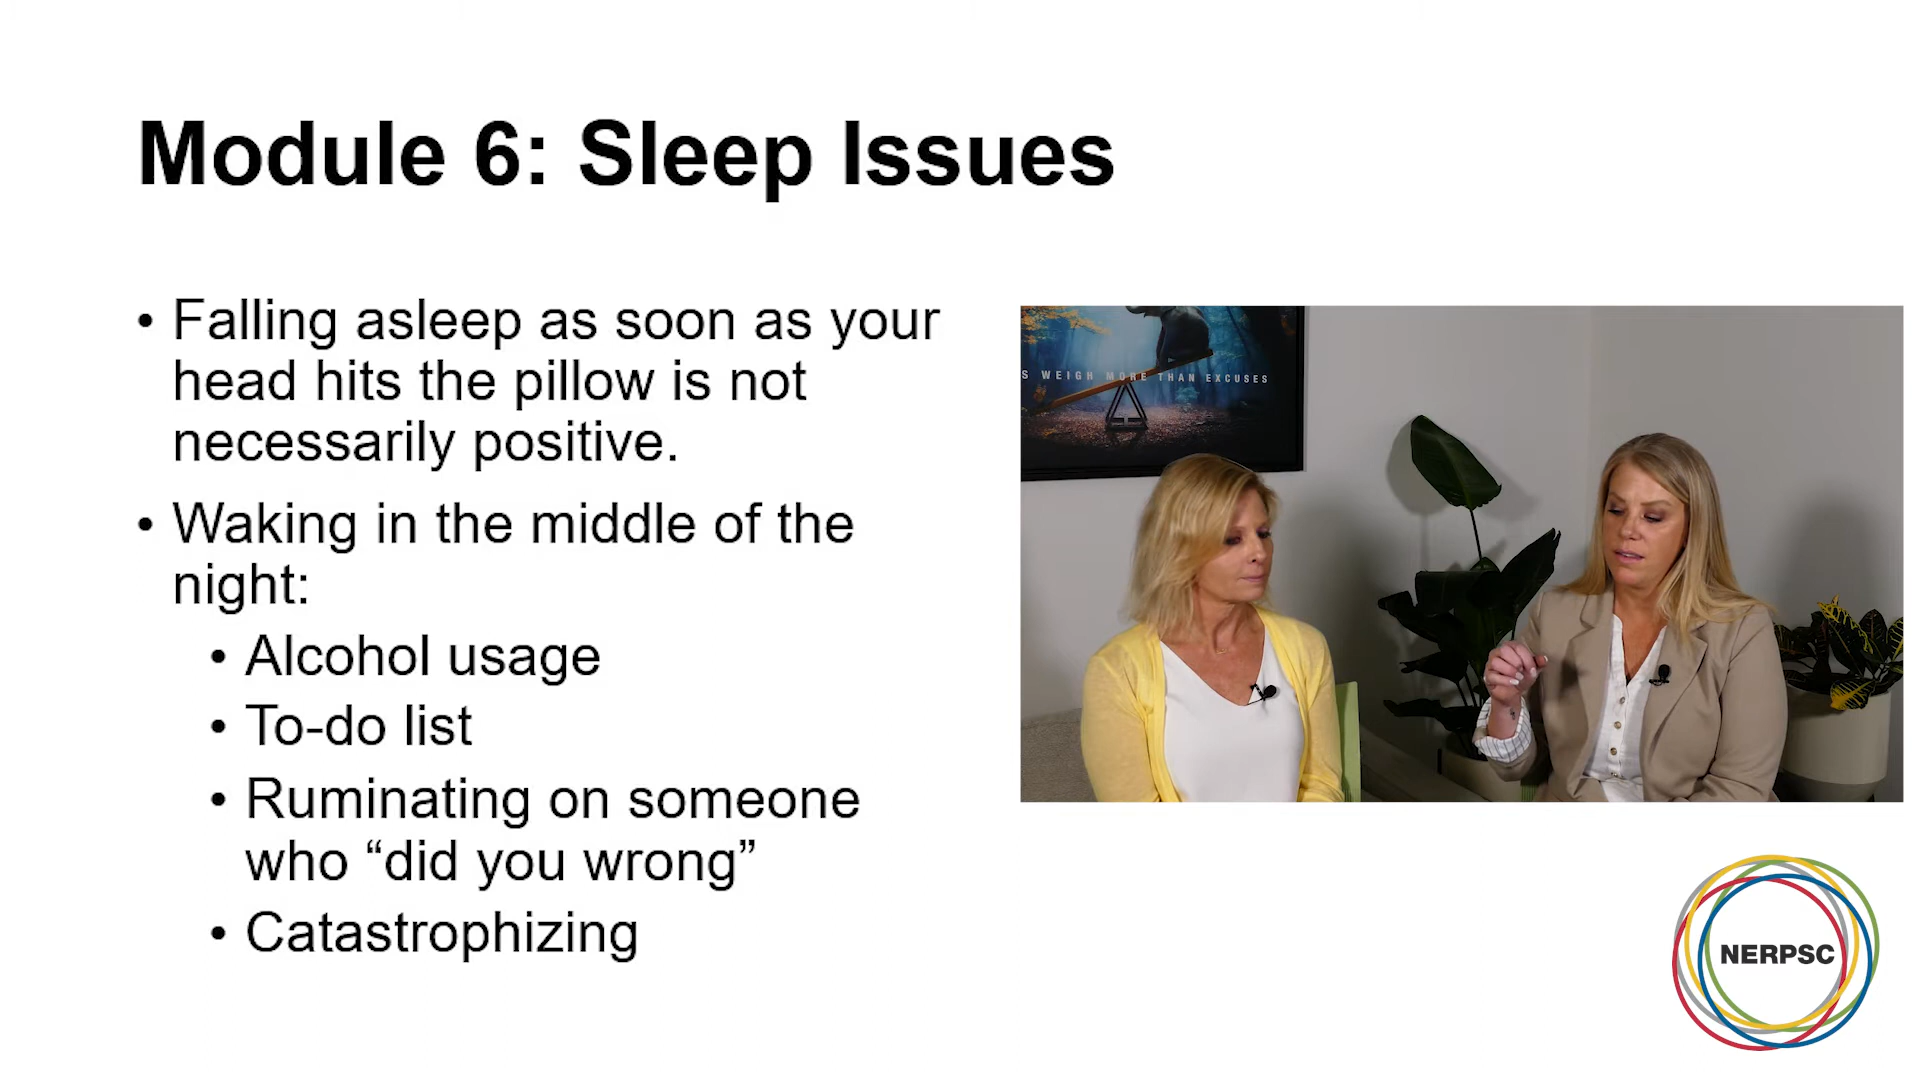 Module 6: Sleep Issues
• Falling asleep as soon as your
head hits the pillow is not
necessarily positive.
• Waking in the middle of the
night:
• Alcohol usage
• To-do list
• Ruminating on someone
who “did you wrong”
• Catastrophizing
S WEIGH MORE THAN EXCUSES
NERPSC